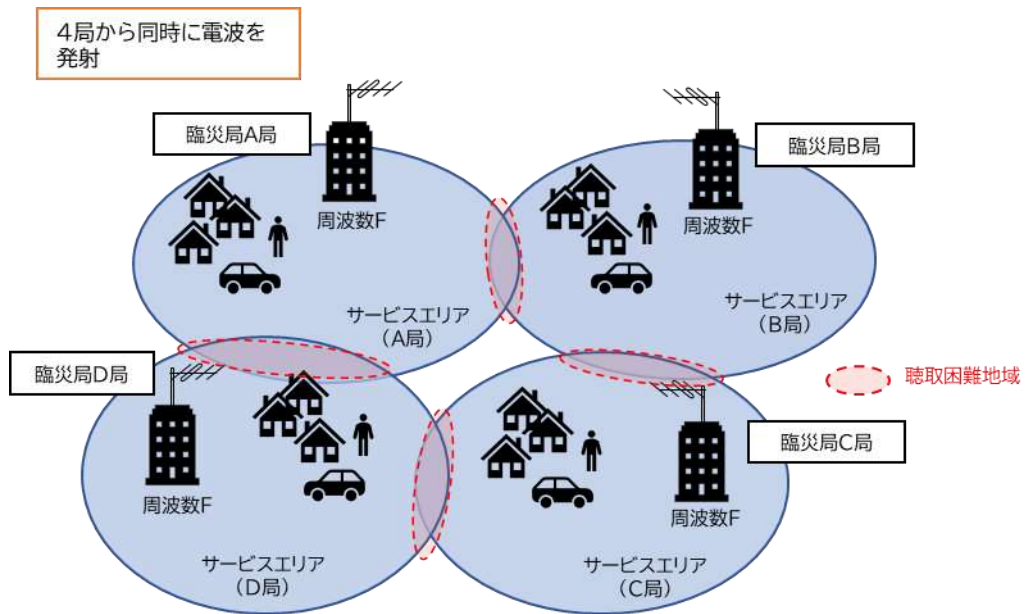 ４局から同時に電波を
発射
臨災局A局
臨災局B局
周波数F
周波数F
サービスエリア
（A局）
サービスエリア
（B局）
臨災局D局
聴取困難地域
臨災局C局
周波数F
周波数F
サービスエリア
（D局）
サービスエリア
（C局）